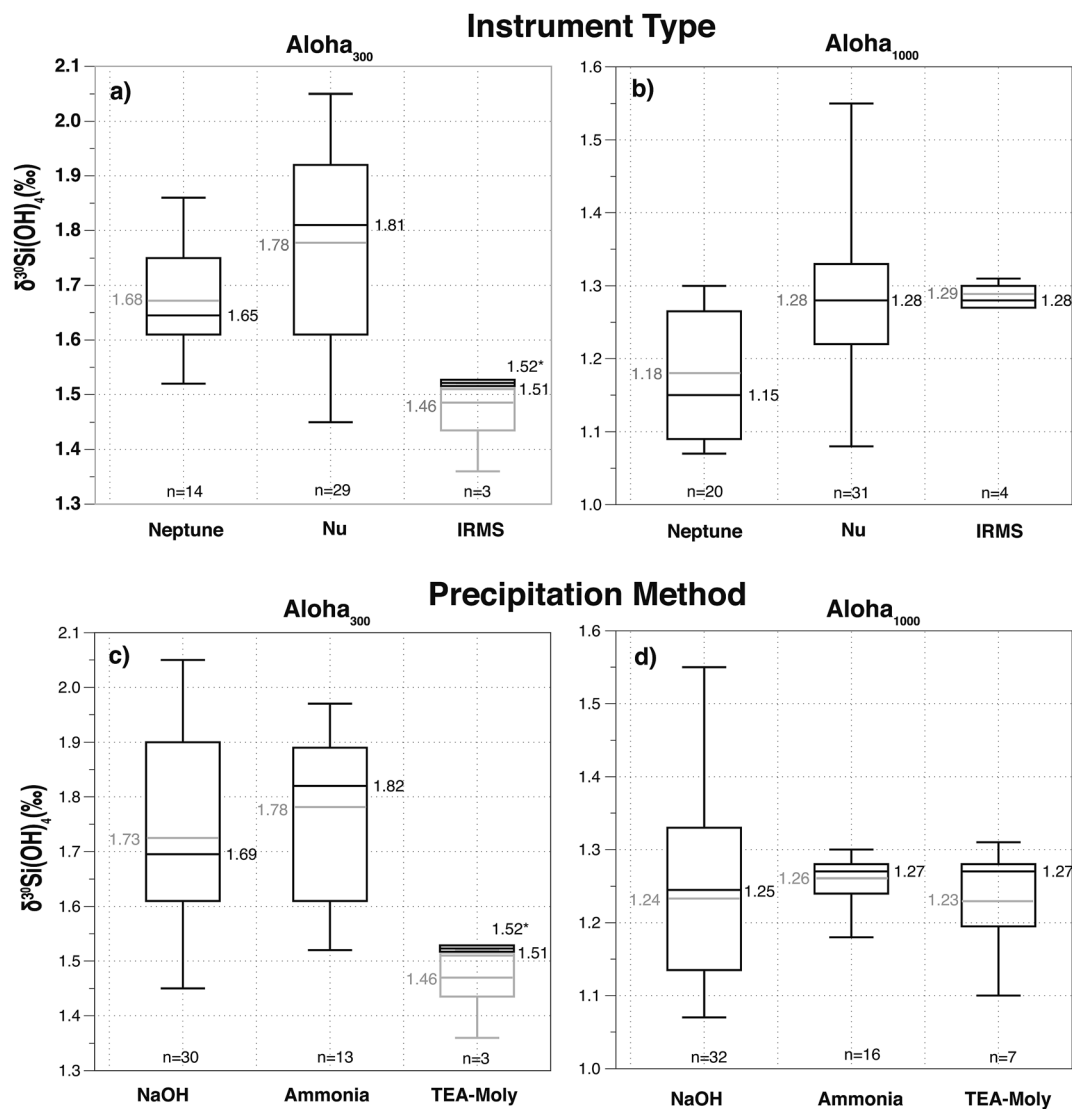 Instrument Type
Aloha300
Aloha1000
a)
b)
δ30Si(OH)4(‰)
2.1
2.0
1.9
1.8
1.7
1.6
1.5
1.4
1.3
1.68
1.65
1.78
1.81
1.52*
1.51
1.46
n=14
n=29
n=3
Neptune
Nu
IRMS
1.6
1.5
1.4
1.3
1.2
1.1
1.0
1.18
1.15
1.28
1.28
1.29
1.28
n=20
n=31
n=4
Neptune
Nu
IRMS
Precipitation Method
Aloha300
Aloha1000
c)
d)
δ30Si(OH)4(‰)
2.1
2.0
1.9
1.8
1.7
1.6
1.5
1.4
1.3
1.73
1.69
1.78
1.82
1.52*
1.51
1.46
n=30
n=13
n=3
NaOH
Ammonia
TEA-Moly
1.6
1.5
1.4
1.3
1.2
1.1
1.0
1.24
1.25
1.26
1.27
1.23
1.27
n=32
n=16
n=7
NaOH
Ammonia
TEA-Moly